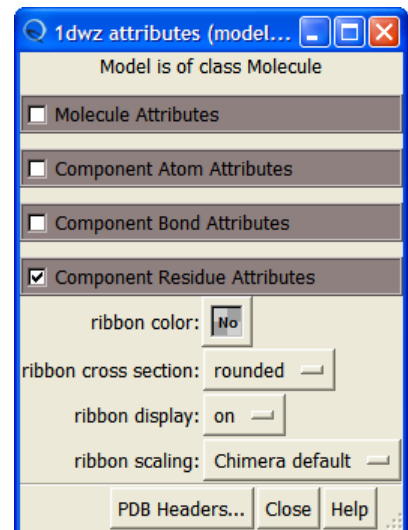 1dwz attributes (model...
Model is of class Molecule
Molecule Attributes
Component Atom Attributes
Component Bond Attributes
Component Residue Attributes
ribbon color: No
ribbon cross section: rounded
ribbon display: on
ribbon scaling: Chimera default
PDB Headers... Close Help